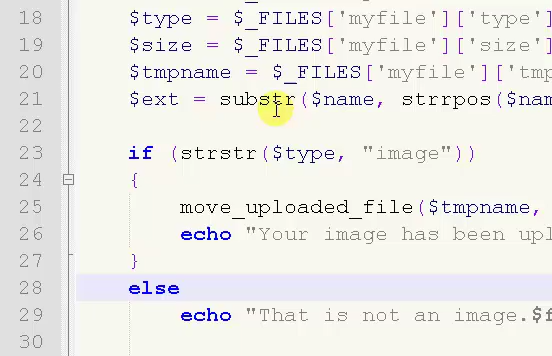 18 $type = $_FILES['myfile']['type']
19 $size = $_FILES['myfile']['size']
20 $tmpname = $_FILES['myfile']['tmp
21 $ext = substr($name, strrpos($nam
22
23 if (strstr($type, "image"))
24 {
25 move_uploaded_file($tmpname,
26 echo "Your image has been upl
27 }
28 else
29 echo "That is not an image.$f
30